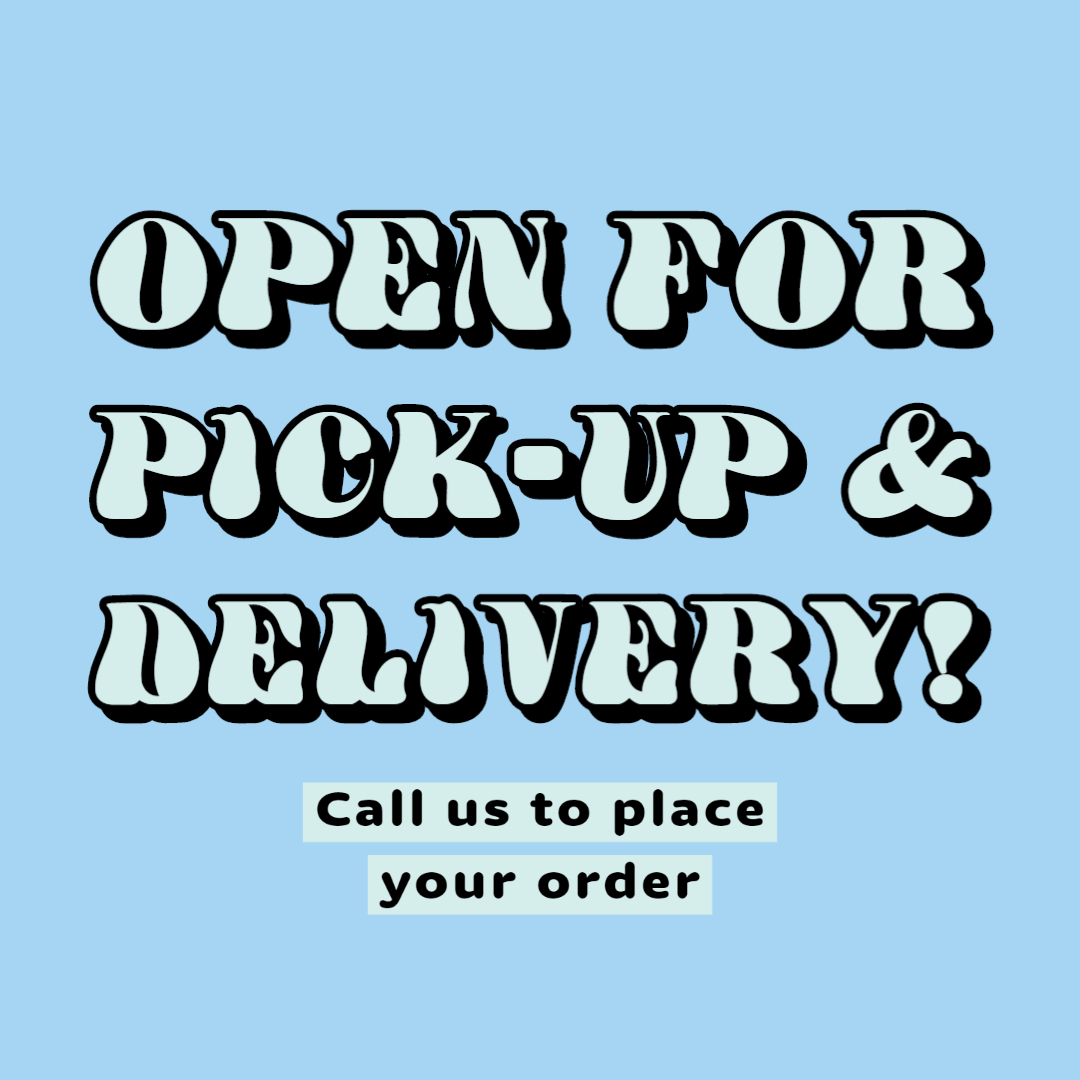 OPEN FOR
PICK-UP &
DELIVERY!
Call us to place
your order